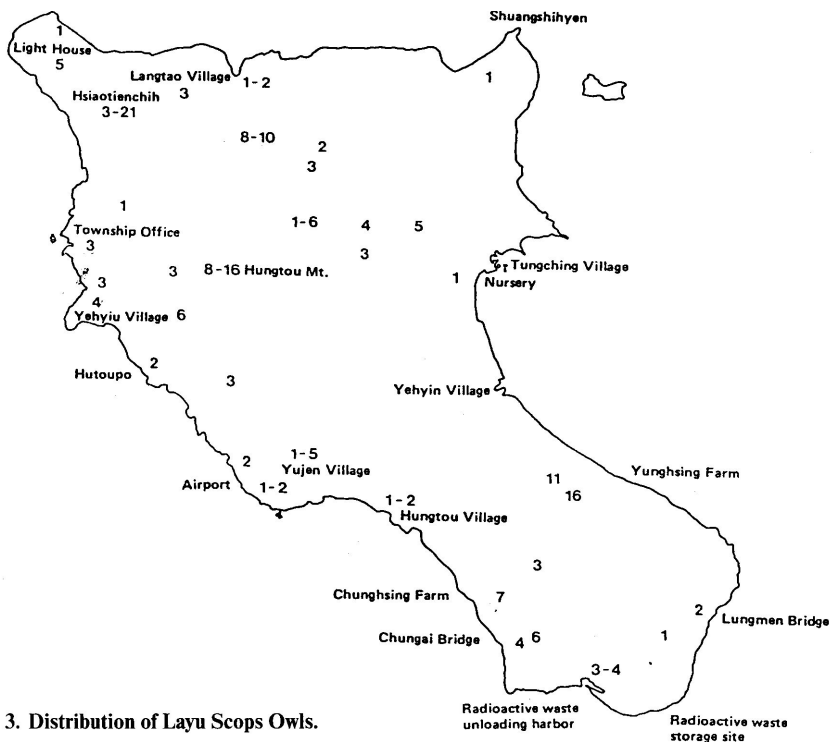 Shuangshihyen
1
Light House
5
1
Langtao Village
1-2
Hsiaotienchih
3
3-21
8-10
2
3
1
1-6
4
5
Township Office
3
3
Tungching Village
3
8-16 Hungtou Mt.
1
Nursery
3
4
Yehyiu Village
6
2
Hutoupo
3
Yehyin Village
1-5
2
Yujen Village
Yunghsing Farm
11
Airport
1-2
16
1-2
Hungtou Village
3
Chunghsing Farm
7
2
Lungmen Bridge
Chungai Bridge
4
6
1
3-4
Radioactive waste
unloading harbor
Radioactive waste
storage site
3. Distribution of Layu Scops Owls.